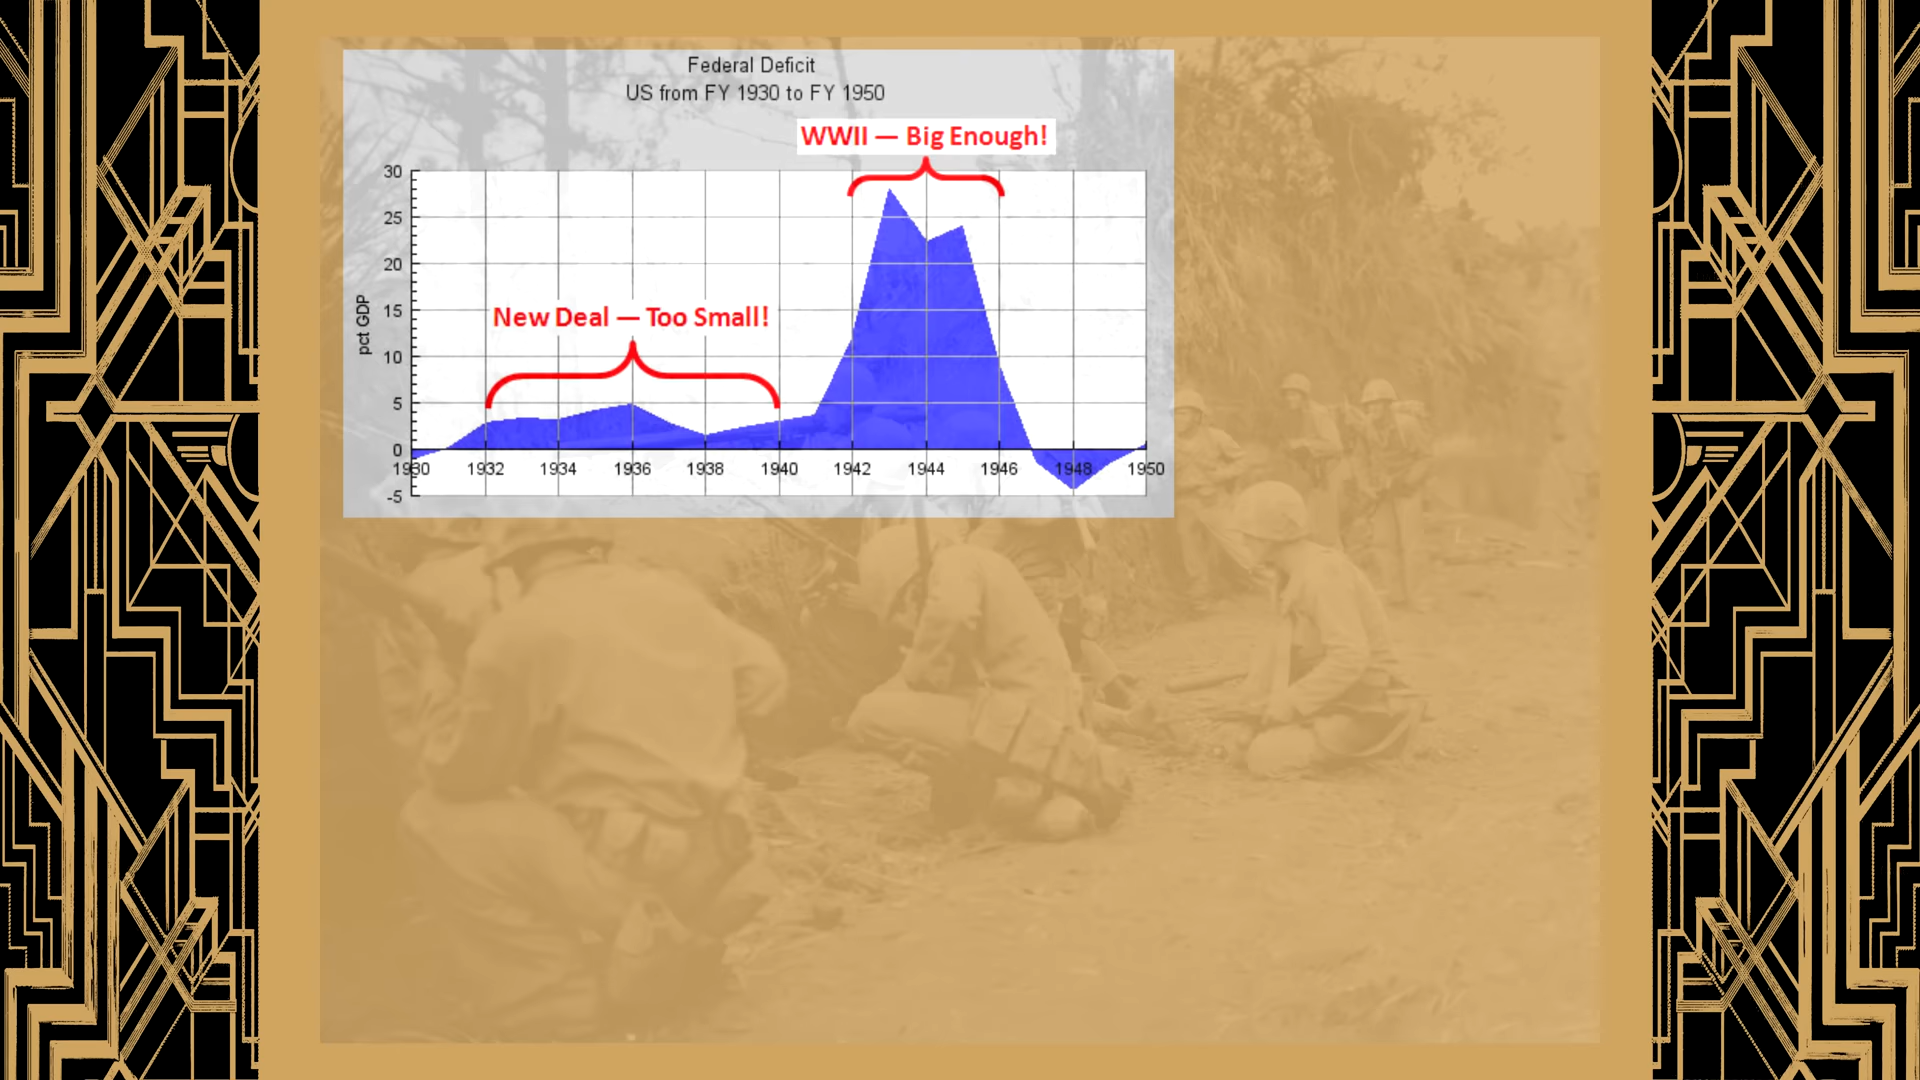 Federal Deficit
US from FY 1930 to FY 1950
WWII — Big Enough!
New Deal — Too Small!
pct GDP
30
25
20
15
10
5
0
-5
1930 1932 1934 1936 1938 1940 1942 1944 1946 1948 1950